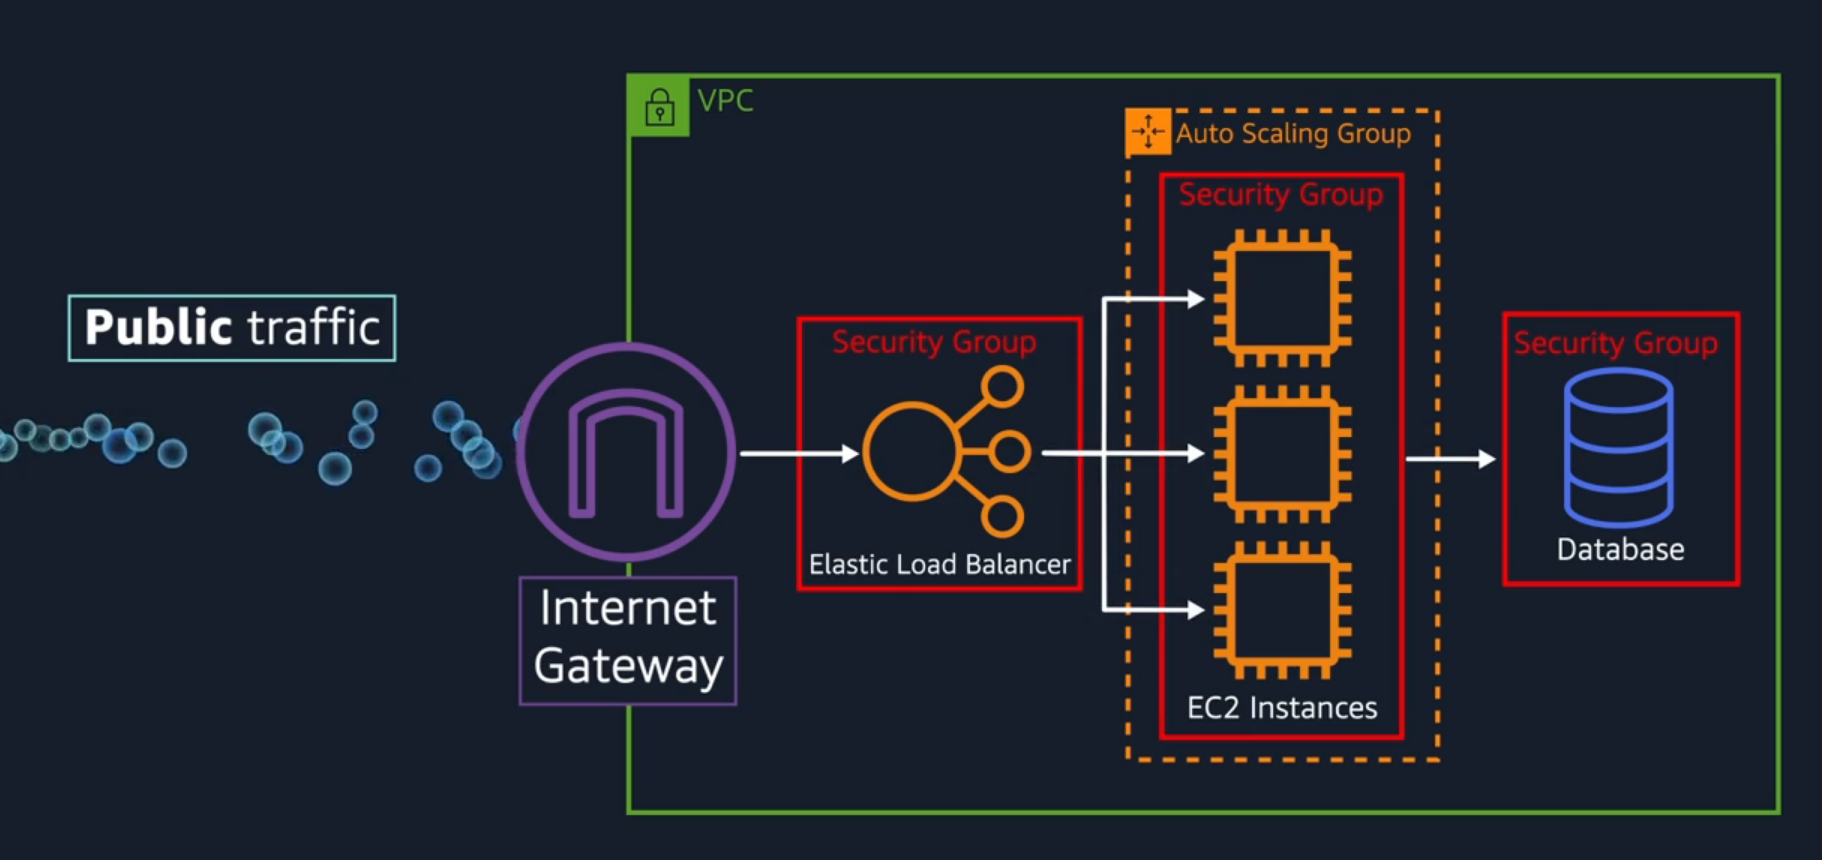 VPC
Auto Scaling Group
Security Group
Public traffic
Security Group
Security Group
Elastic Load Balancer
Database
Internet
Gateway
EC2 Instances